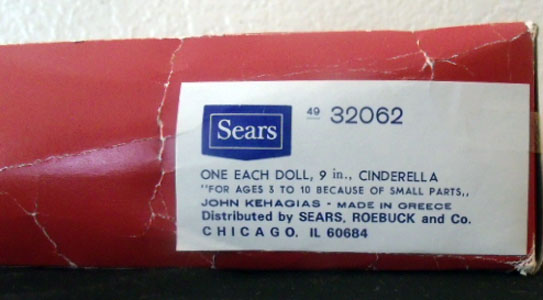 Sears
49 32062
ONE EACH DOLL, 9 in., CINDERELLA
"FOR AGES 3 TO 10 BECAUSE OF SMALL PARTS,,
JOHN KEHAGIAS - MADE IN GREECE
Distributed by SEARS, ROEBUCK and Co.
CHICAGO, IL 60684